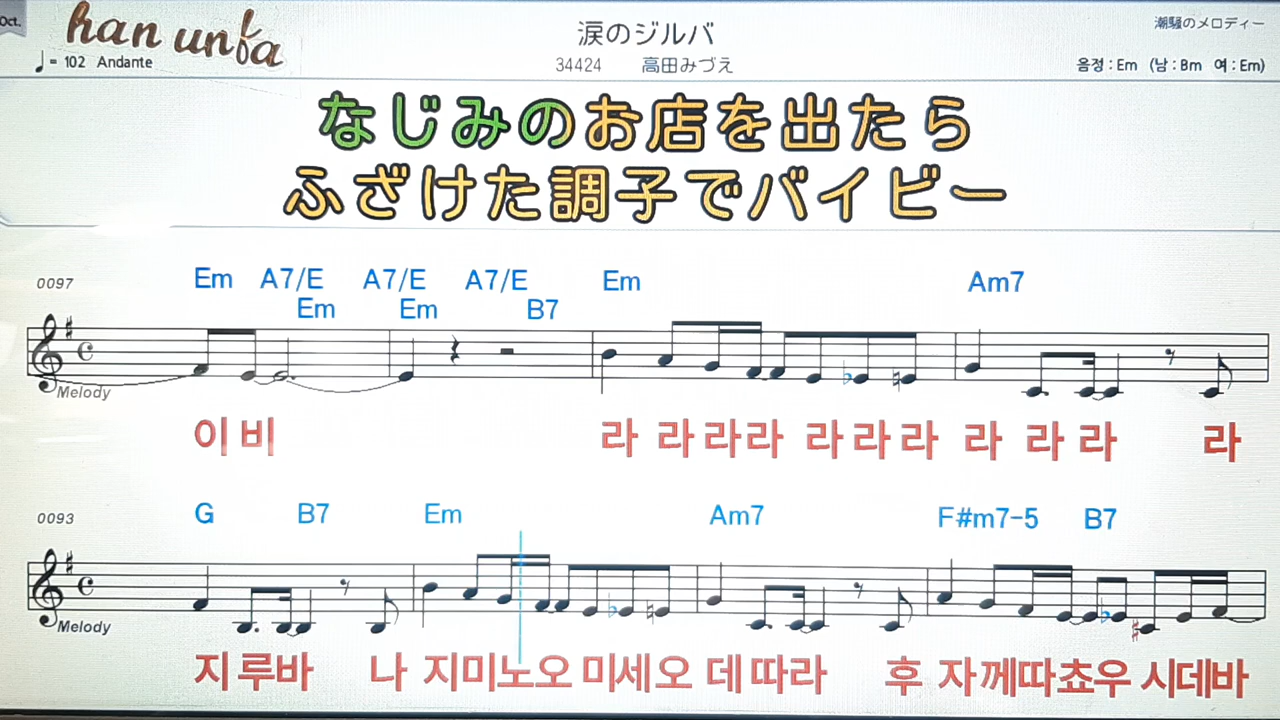 Oct.
han unfa
♩= 102 Andante
涙のジルバ
34424 高田みづえ
潮騒のメロディー
음정 : Em (남 : Bm 여 : Em)
なじみのお店を出たら
ふざけた調子でバイビー
0097
Em A7/E A7/E A7/E Em Am7
Em Em B7
Melody
이 비 라 라 라 라 라 라 라 라 라 라 라
0093
G B7 Em Am7 F#m7-5 B7
Melody
지 루바 나 지미노오 미세오 데 따라 후 자께따쵸우 시데바